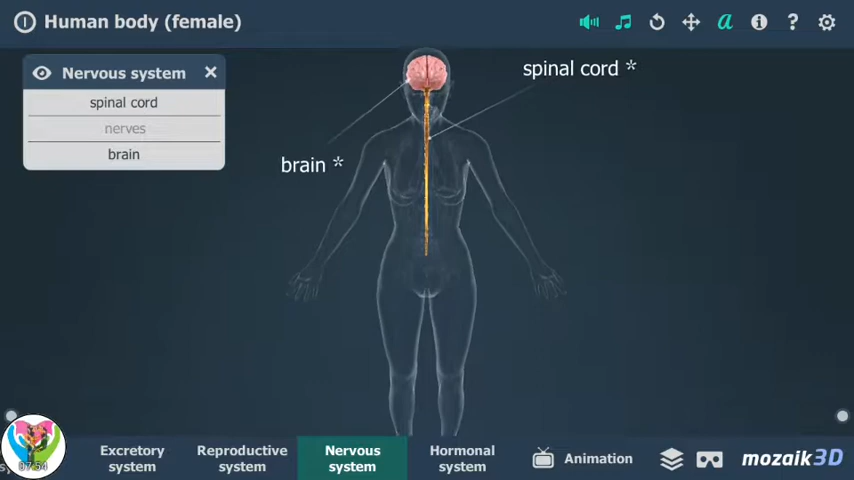 Human body (female)
a
i
?
Nervous system
spinal cord
nerves
brain
spinal cord *
brain *
Excretory
system
Reproductive
system
Nervous
system
Hormonal
system
Animation
mozaik3D